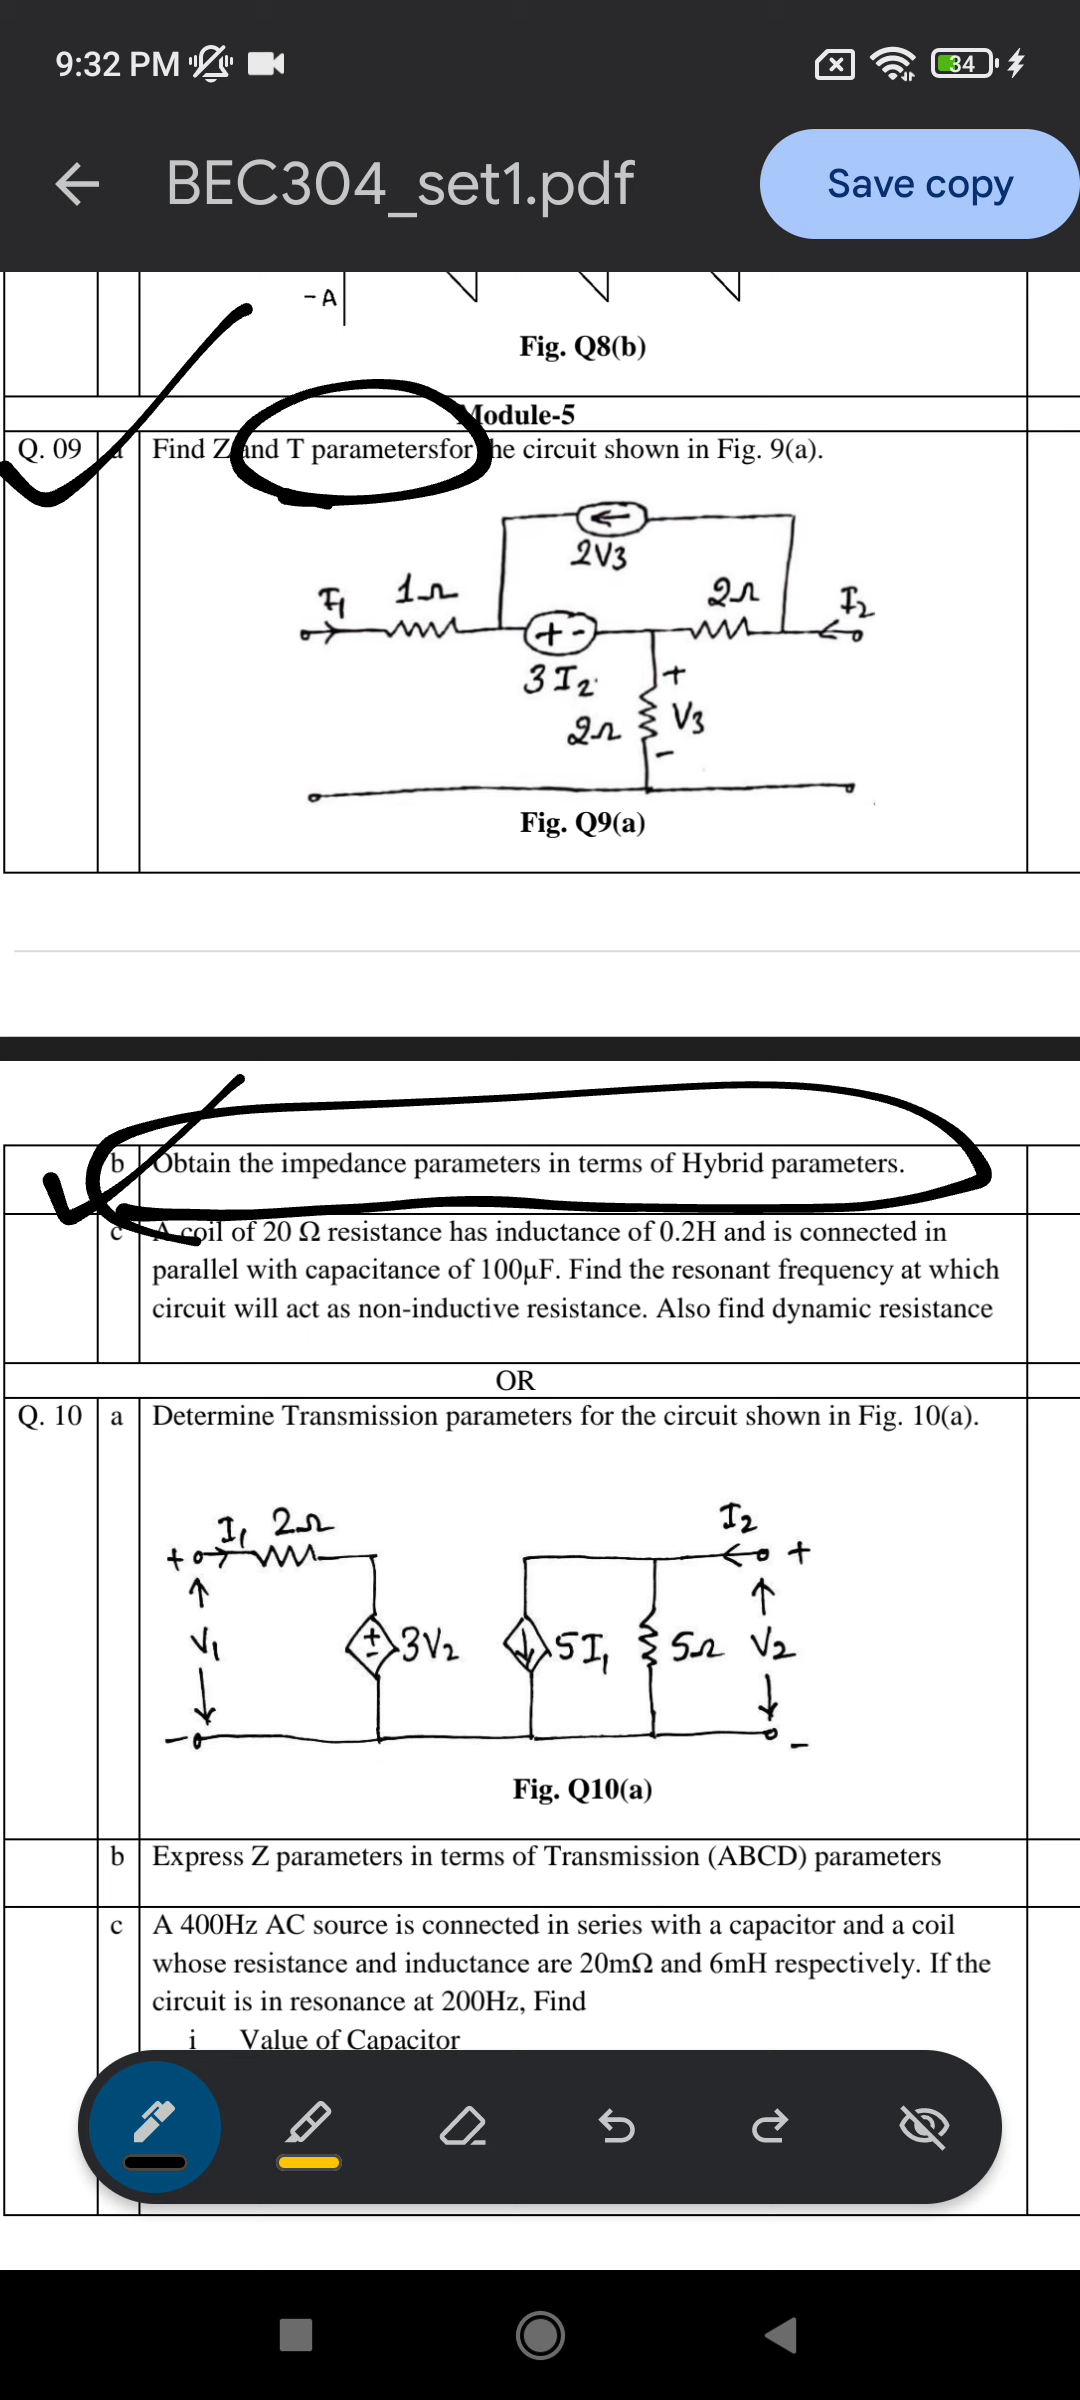 9:32 PM
34
BEC304_set1.pdf
Save copy
-A
Fig. Q8(b)
Module-5
Q. 09 a Find Z and T parametersfor he circuit shown in Fig. 9(a).
2V3
I1 1Ω 2Ω I2
+ -
3I2
+
2Ω V3
-
Fig. Q9(a)
b Obtain the impedance parameters in terms of Hybrid parameters.
c A coil of 20 Ω resistance has inductance of 0.2H and is connected in
parallel with capacitance of 100μF. Find the resonant frequency at which
circuit will act as non-inductive resistance. Also find dynamic resistance
OR
Q. 10 a Determine Transmission parameters for the circuit shown in Fig. 10(a).
I1 2Ω I2
+ +
V1 + - 3V2 5I1 5Ω V2
- -
Fig. Q10(a)
b Express Z parameters in terms of Transmission (ABCD) parameters
c A 400Hz AC source is connected in series with a capacitor and a coil
whose resistance and inductance are 20mΩ and 6mH respectively. If the
circuit is in resonance at 200Hz, Find
i Value of Capacitor